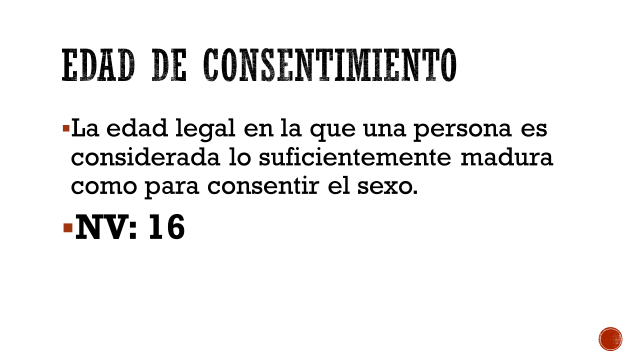 EDAD DE CONSENTIMIENTO
▪La edad legal en la que una persona es
considerada lo suficientemente madura
como para consentir el sexo.
▪NV: 16